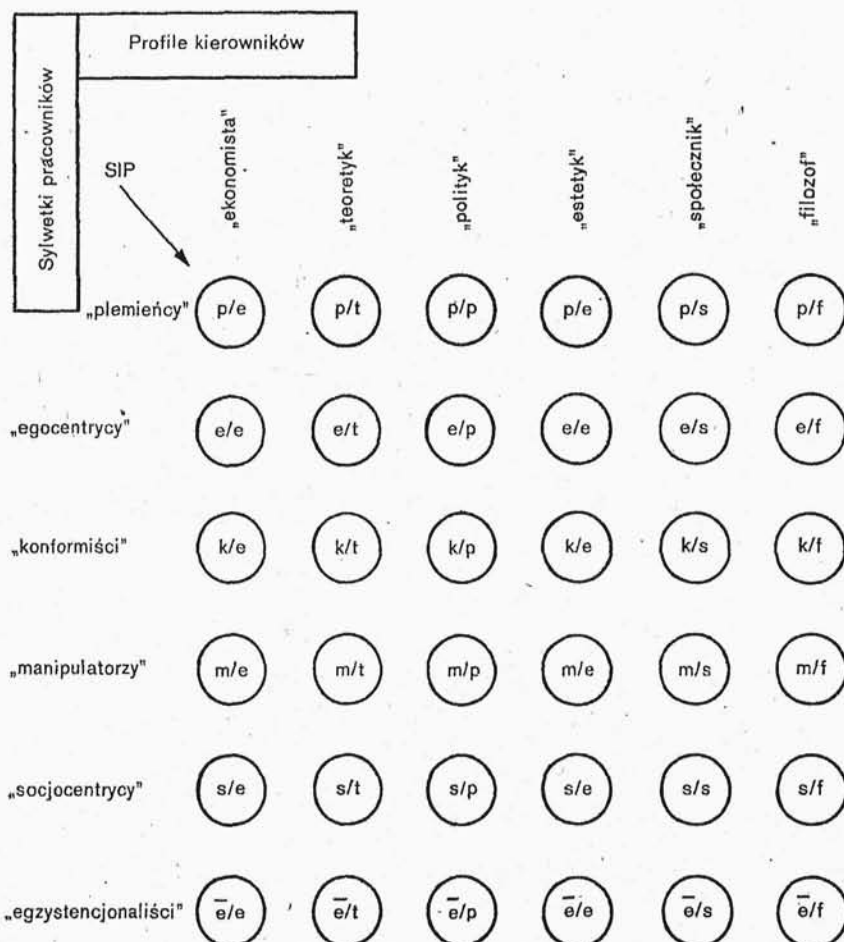 Profile kierowników
Sylwetki pracowników
SIP
„ekonomista"
„teoretyk"
„polityk"
„estetyk"
„społecznik"
„filozof"
„plemieńcy" p/e p/t p/p p/e p/s p/f
„egocentrycy" e/e e/t e/p e/e e/s e/f
„konformiści" k/e k/t k/p k/e k/s k/f
„manipulatorzy" m/e m/t m/p m/e m/s m/f
„socjocentrycy" s/e s/t s/p s/e s/s s/f
„egzystencjonaliści" ē/e ē/t ē/p ē/e ē/s ē/f